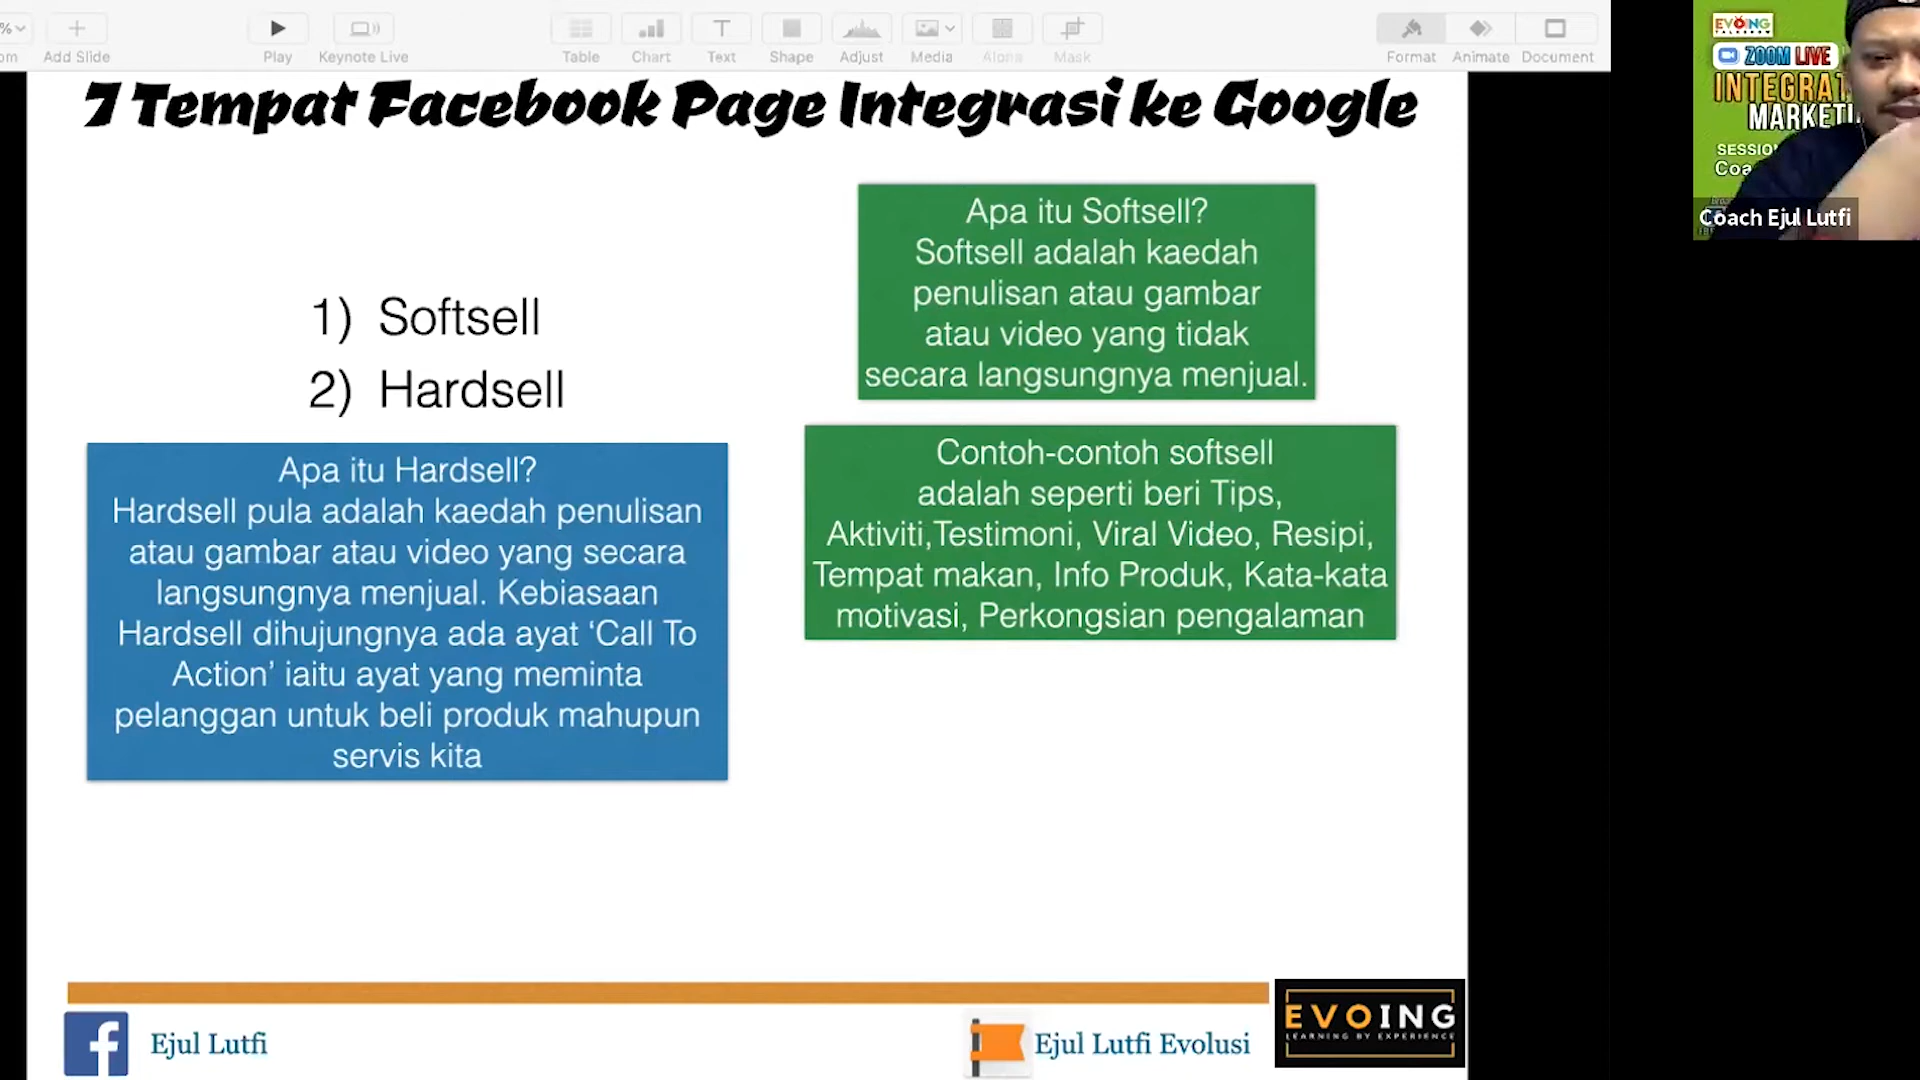 Add Slide
Play
Keynote Live
Table
Chart
Text
Shape
Adjust
Media
Mask
Format
Animate
Document
7 Tempat Facebook Page Integrasi ke Google
1) Softsell
2) Hardsell
Apa itu Hardsell?
Hardsell pula adalah kaedah penulisan
atau gambar atau video yang secara
langsungnya menjual. Kebiasaan
Hardsell dihujungnya ada ayat ‘Call To
Action’ iaitu ayat yang meminta
pelanggan untuk beli produk mahupun
servis kita
Apa itu Softsell?
Softsell adalah kaedah
penulisan atau gambar
atau video yang tidak
secara langsungnya menjual.
Contoh-contoh softsell
adalah seperti beri Tips,
Aktiviti,Testimoni, Viral Video, Resipi,
Tempat makan, Info Produk, Kata-kata
motivasi, Perkongsian pengalaman
Ejul Lutfi
Ejul Lutfi Evolusi
EVOING
LEARNING BY EXPERIENCE
EVOING
ZOOM LIVE
Coach Ejul Lutfi